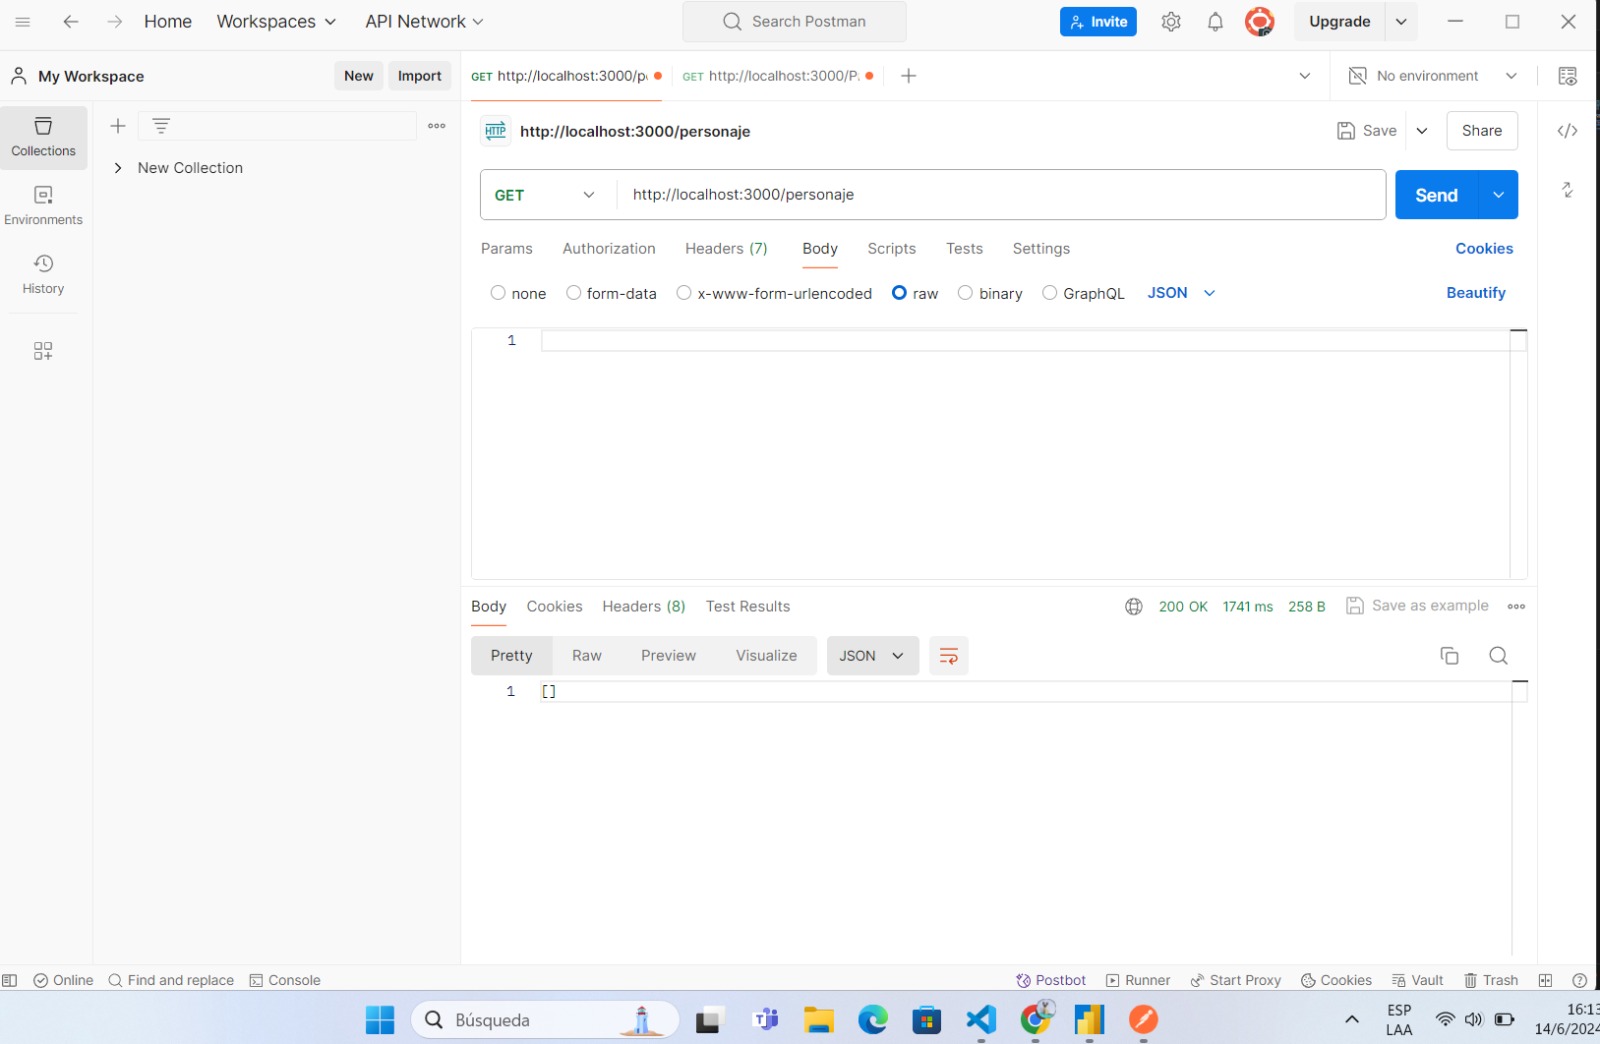 Home Workspaces API Network Search Postman Invite Upgrade
My Workspace New Import GET http://localhost:3000/p GET http://localhost:3000/P. No environment
HTTP http://localhost:3000/personaje Save Share
Collections
New Collection
GET http://localhost:3000/personaje Send
Environments
Params Authorization Headers (7) Body Scripts Tests Settings Cookies
History
none form-data x-www-form-urlencoded raw binary GraphQL JSON Beautify
1
Body Cookies Headers (8) Test Results 200 OK 1741 ms 258 B Save as example
Pretty Raw Preview Visualize JSON
1 []
Online Find and replace Console Postbot Runner Start Proxy Cookies Vault Trash
Búsqueda
ESP
LAA
16:13
14/6/2024